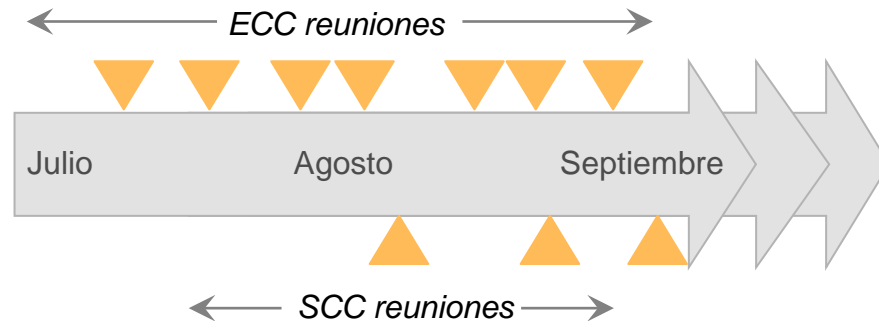 ECC reuniones
Julio Agosto Septiembre
SCC reuniones